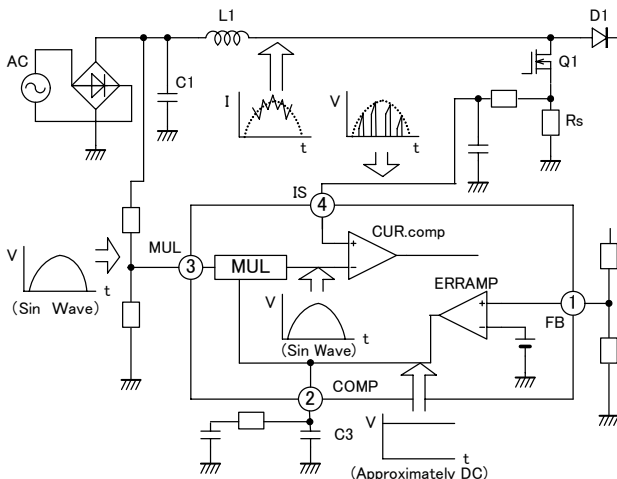 L1
D1
AC
C1
Q1
I
t
V
t
Rs
IS
4
CUR.comp
+
-
MUL
3
MUL
V
t
(Sin Wave)
V
t
(Sin Wave)
ERRAMP
+
-
1
FB
2
COMP
C3
V
t
(Approximately DC)